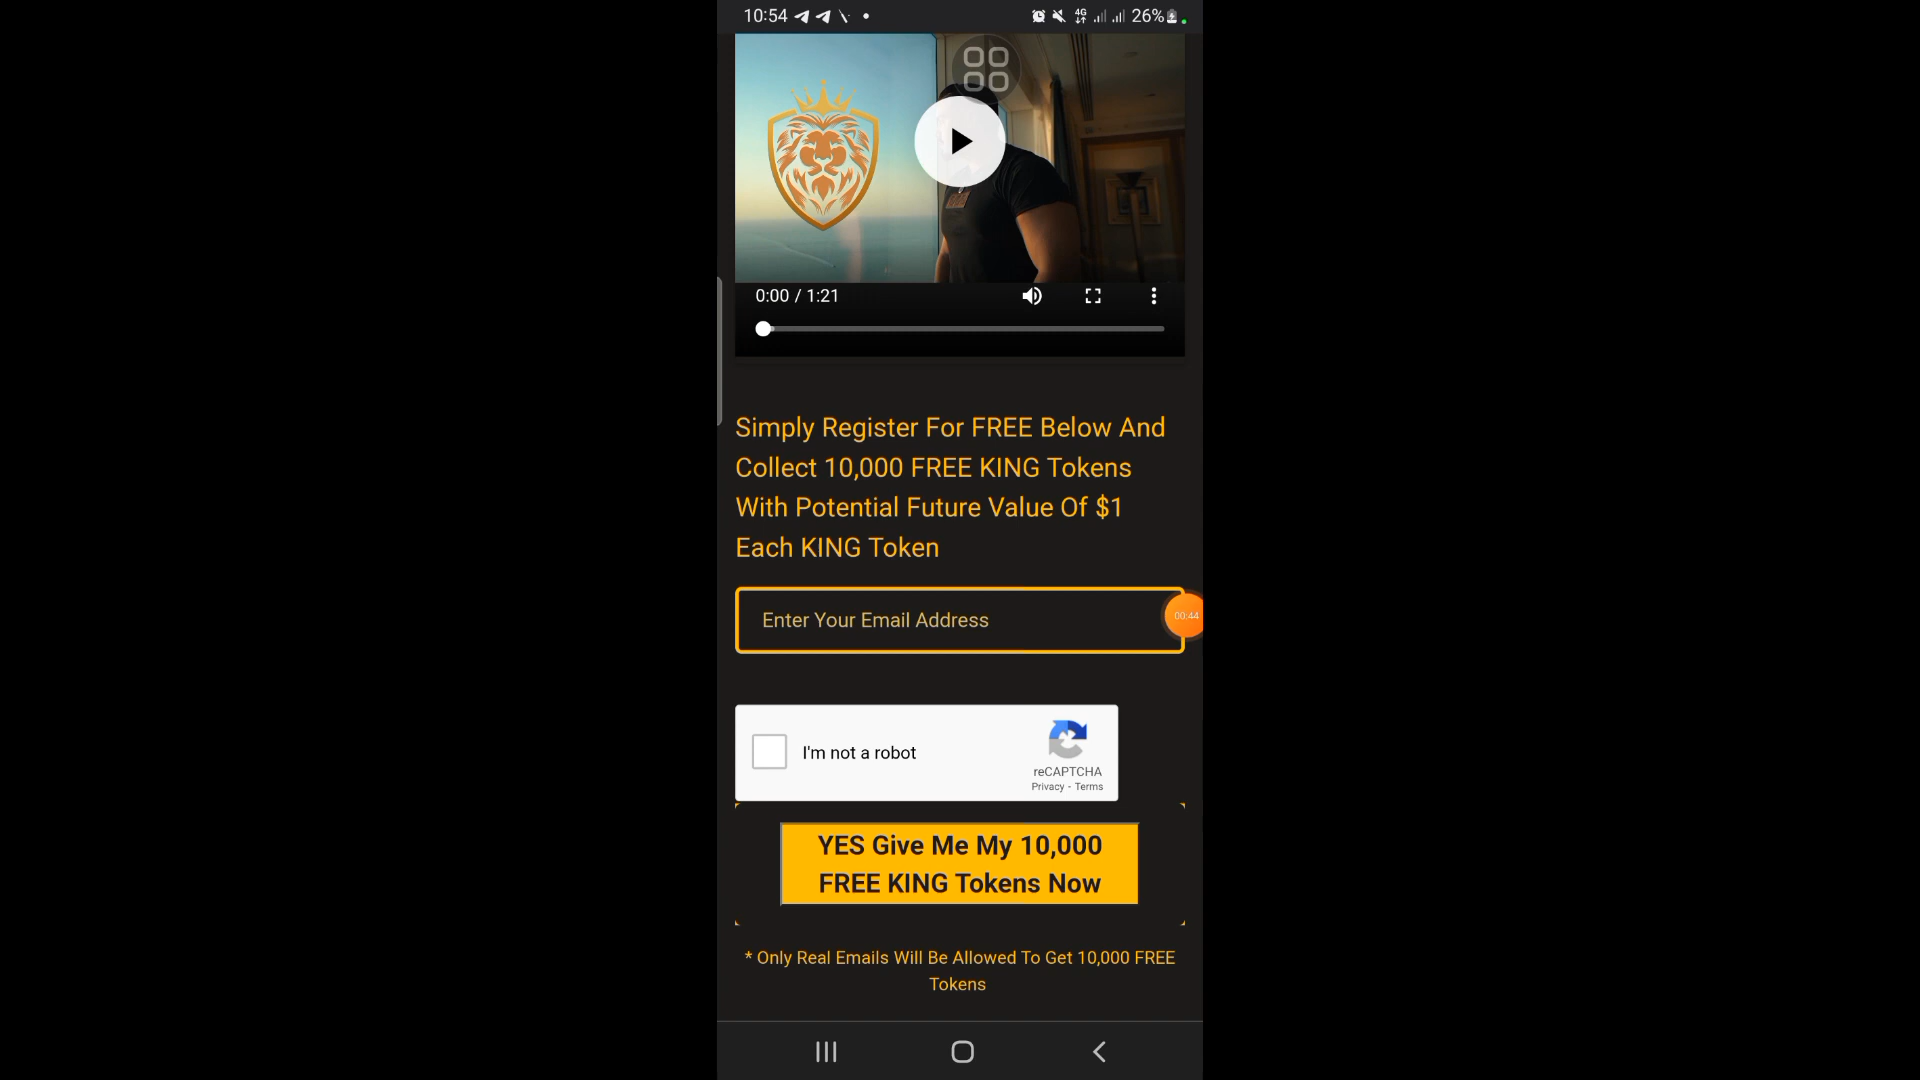 10:54
4G
26%
0:00 / 1:21
Simply Register For FREE Below And
Collect 10,000 FREE KING Tokens
With Potential Future Value Of $1
Each KING Token
Enter Your Email Address
00:44
I'm not a robot
reCAPTCHA
Privacy - Terms
YES Give Me My 10,000
FREE KING Tokens Now
* Only Real Emails Will Be Allowed To Get 10,000 FREE
Tokens